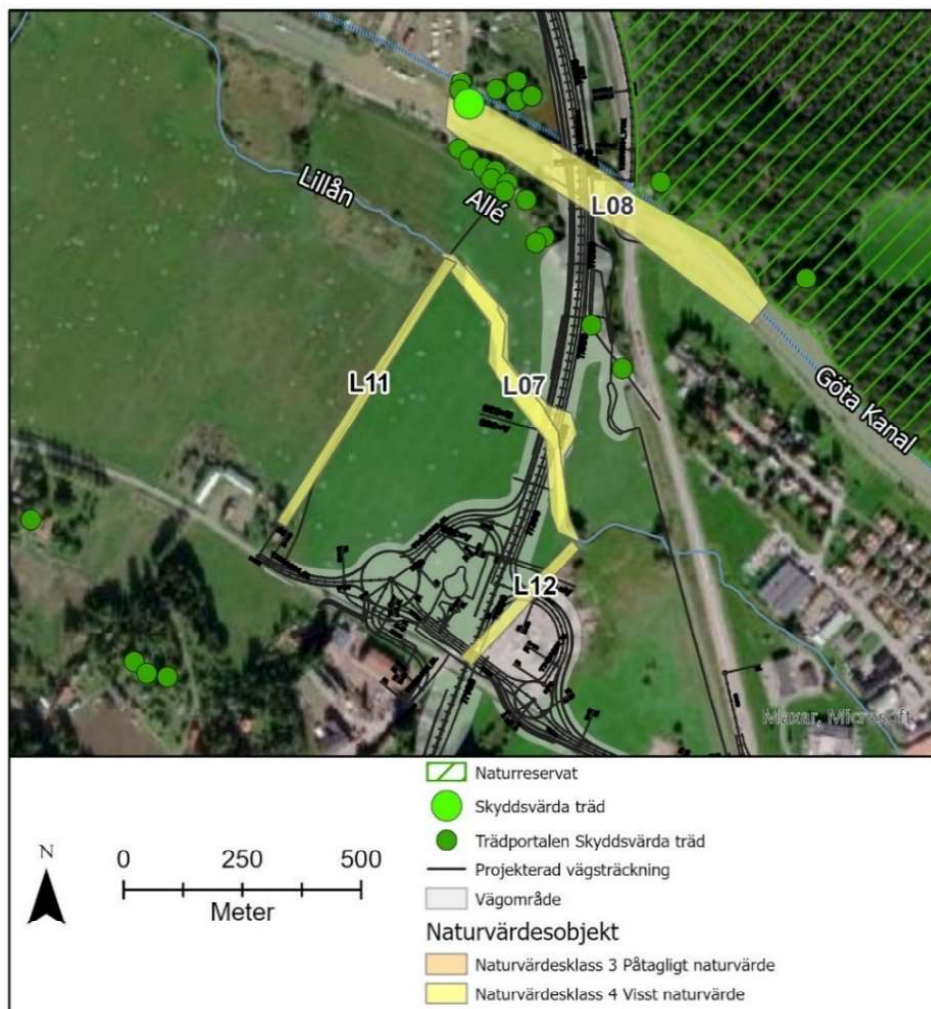 Lillån
Allé
L08
L11
L07
Göta Kanal
L12
Maxar, Microsoft
N
0 250 500
Meter
Naturreservat
Skyddsvärda träd
Trädportalen Skyddsvärda träd
Projekterad vägsträckning
Vägområde
Naturvärdesobjekt
Naturvärdesklass 3 Påtagligt naturvärde
Naturvärdesklass 4 Visst naturvärde